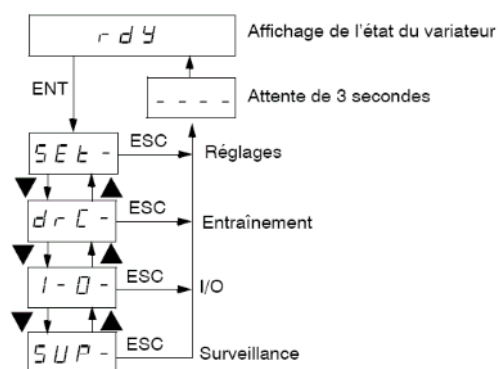 rdY Affichage de l'état du variateur
ENT
- - - - Attente de 3 secondes
SEt - ESC Réglages
drC - ESC Entraînement
I-O- ESC I/O
SUP - ESC Surveillance